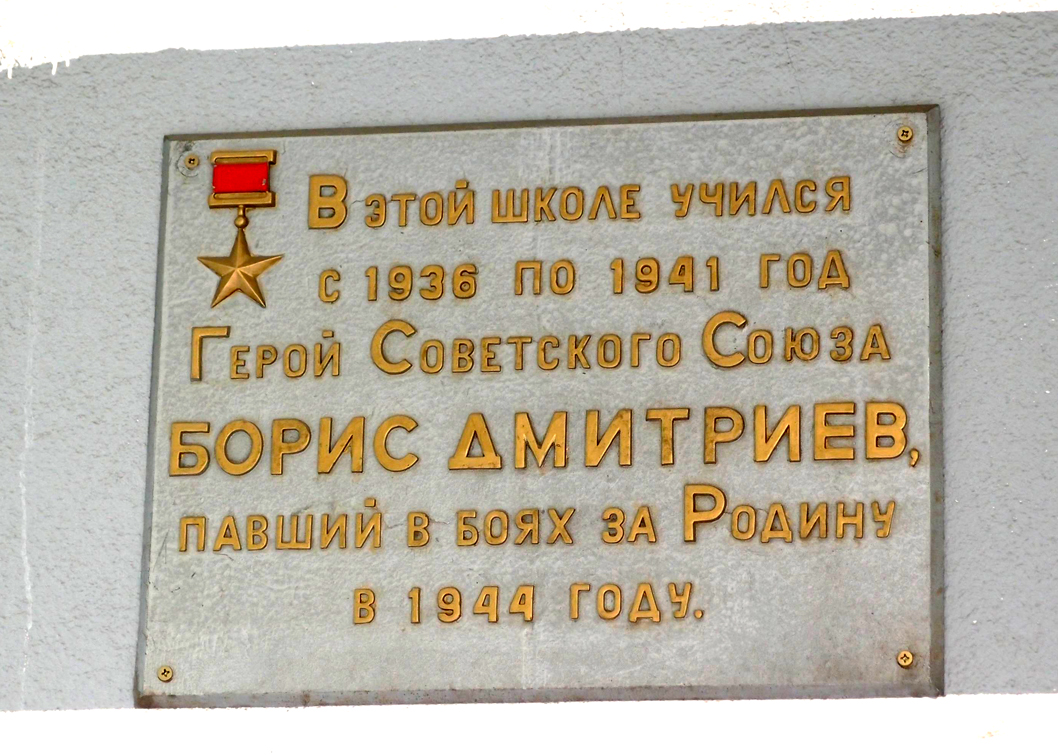 В ЭТОЙ ШКОЛЕ УЧИЛСЯ
С 1936 ПО 1941 ГОД
ГЕРОЙ СОВЕТСКОГО СОЮЗА
БОРИС ДМИТРИЕВ,
ПАВШИЙ В БОЯХ ЗА РОДИНУ
В 1944 ГОДУ.